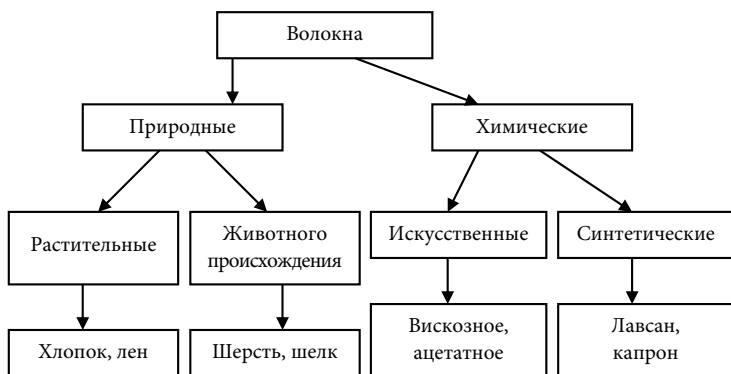 Волокна
Природные
Химические
Растительные
Животного
происхождения
Искусственные
Синтетические
Хлопок, лен
Шерсть, шелк
Вискозное,
ацетатное
Лавсан,
капрон